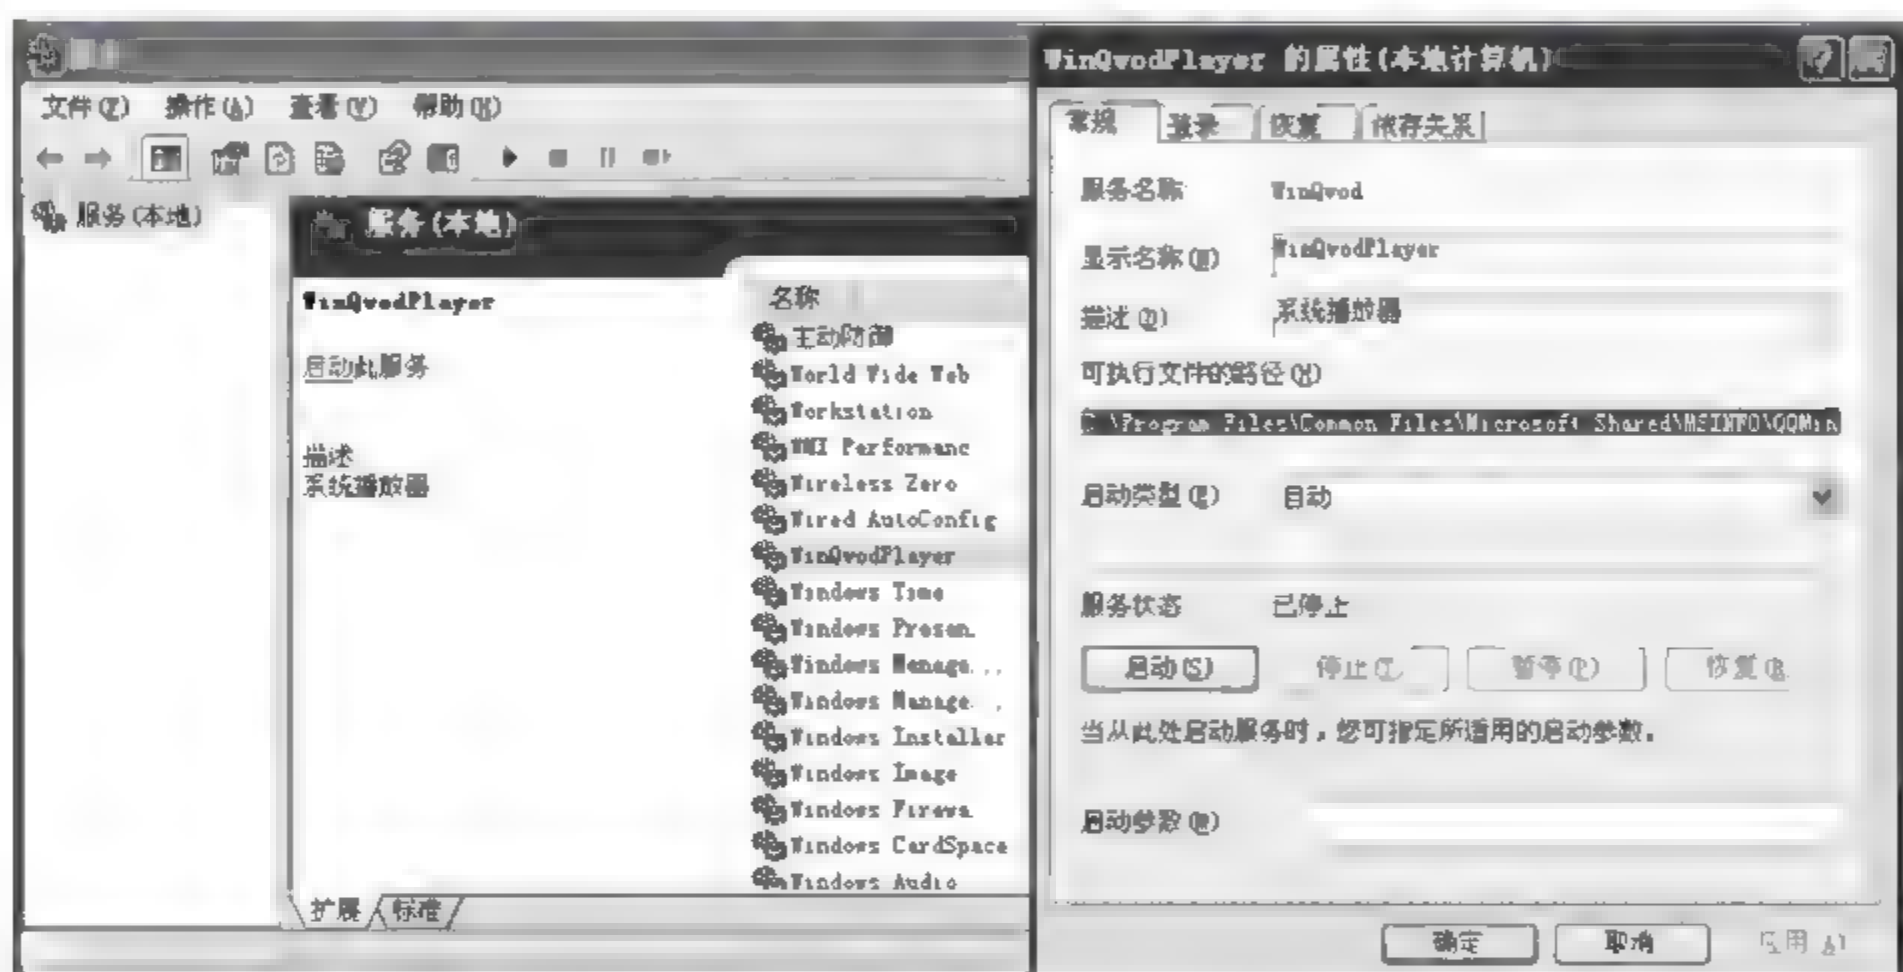 文件(F) 操作(A) 查看(V) 帮助(H)
服务(本地)
服务(本地)
WinQvodPlayer
启动此服务
描述
系统播放器
名称
主动防御
World Wide Web
Workstation
WMI Performanc
Wireless Zero
Wired AutoConfig
WinQvodPlayer
Windows Time
Windows Presen.
Windows Manage...
Windows Manage..
Windows Installer
Windows Image
Windows Firewa
Windows CardSpace
Windows Audio
扩展 标准
WinQvodPlayer 的属性(本地计算机)
常规 登录 恢复 依存关系
服务名称 WinQvod
显示名称(N) WinQvodPlayer
描述(D) 系统播放器
可执行文件的路径(H)
C:\Program Files\Common Files\Microsoft Shared\MSINFO\QQMin
启动类型(E) 自动
服务状态 已停止
启动(S) 停止(T) 暂停(P) 恢复(R
当从此处启动服务时，您可指定所适用的启动参数。
启动参数(M)
确定 取消 应用(A)